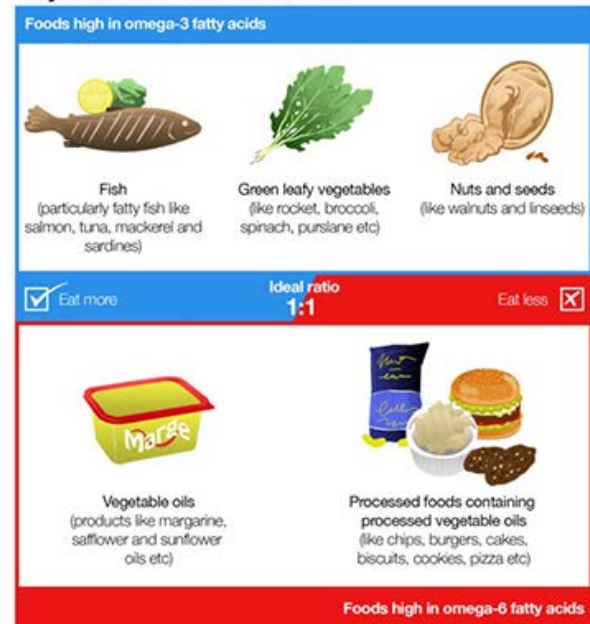 Foods high in omega-3 fatty acids
Fish
(particularly fatty fish like
salmon, tuna, mackerel and
sardines)
Green leafy vegetables
(like rocket, broccoli,
spinach, purslane etc)
Nuts and seeds
(like walnuts and linseeds)
Eat more
Ideal ratio
1:1
Eat less
Marge
Vegetable oils
(products like margarine,
safflower and sunflower
oils etc)
Processed foods containing
processed vegetable oils
(like chips, burgers, cakes,
biscuits, cookies, pizza etc)
Foods high in omega-6 fatty acids